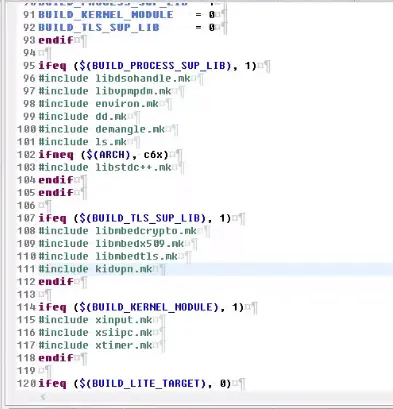 91 BUILD_KERNEL_MODULE = 0
92 BUILD_TLS_SUP_LIB = 0
93 endif
94
95 ifeq ($(BUILD_PROCESS_SUP_LIB), 1)
96 #include libdsohandle.mk
97 #include libvpmpdm.mk
98 #include environ.mk
99 #include dd.mk
100 #include demangle.mk
101 #include ls.mk
102 ifneq ($(ARCH), c6x)
103 #include libstdc++.mk
104 endif
105 endif
106
107 ifeq ($(BUILD_TLS_SUP_LIB), 1)
108 #include libmbedcrypto.mk
109 #include libmbedx509.mk
110 #include libmbedtls.mk
111 #include kidvpn.mk
112 endif
113
114 ifeq ($(BUILD_KERNEL_MODULE), 1)
115 #include xinput.mk
116 #include xsiipc.mk
117 #include xtimer.mk
118 endif
119
120 ifeq ($(BUILD_LITE_TARGET), 0)